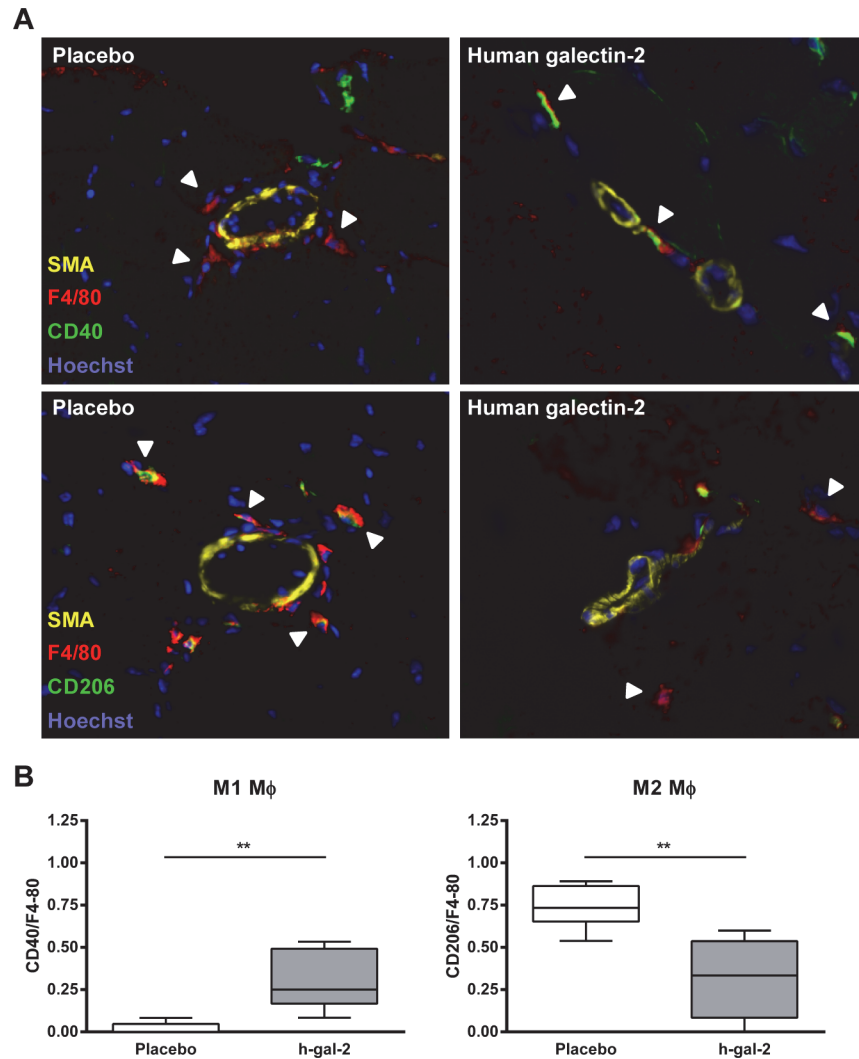 A
Placebo
Human galectin-2
SMA
F4/80
CD40
Hoechst
Placebo
Human galectin-2
SMA
F4/80
CD206
Hoechst
B
M1 Mϕ
M2 Mϕ
CD40/F4-80
1.25
1.00
0.75
0.50
0.25
0.00
**
Placebo
h-gal-2
CD206/F4-80
1.25
1.00
0.75
0.50
0.25
0.00
**
Placebo
h-gal-2